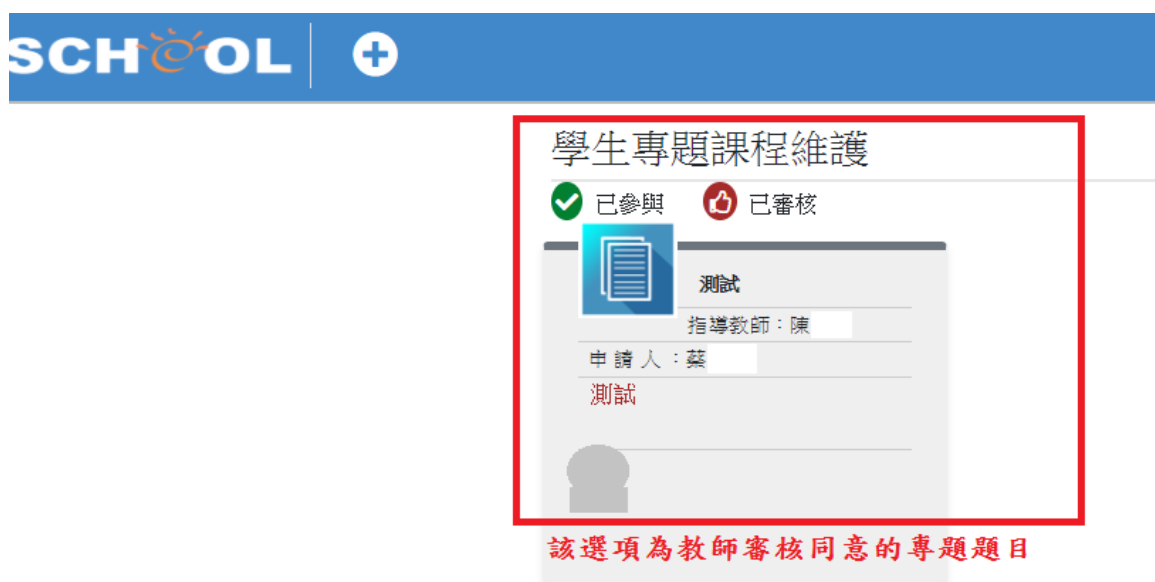 SCHOOL
學生專題課程維護
已參與 已審核
測試
指導教師：陳
申請人：蔡
測試
該選項為教師審核同意的專題題目